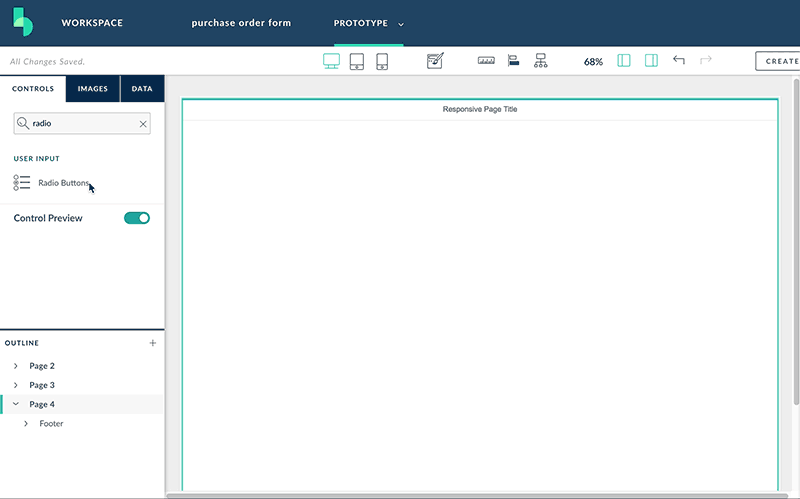 WORKSPACE
purchase order form
PROTOTYPE
All Changes Saved.
68%
CREATE
CONTROLS
IMAGES
DATA
radio
USER INPUT
Radio Buttons
Control Preview
OUTLINE
Page 2
Page 3
Page 4
Footer
Responsive Page Title